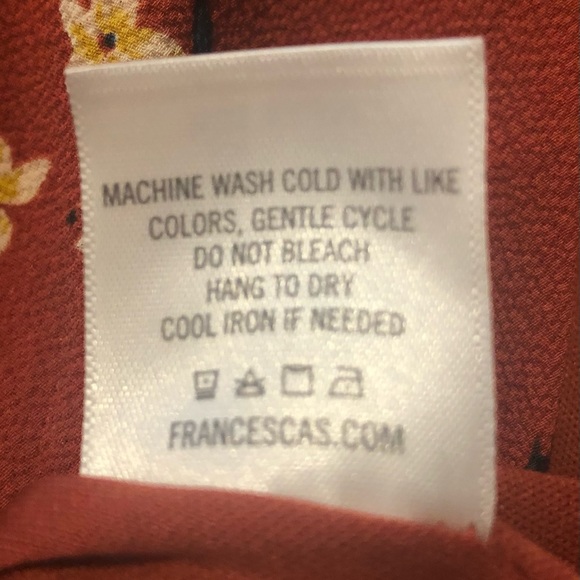 MACHINE WASH COLD WITH LIKE
COLORS, GENTLE CYCLE
DO NOT BLEACH
HANG TO DRY
COOL IRON IF NEEDED
FRANCESCAS.COM